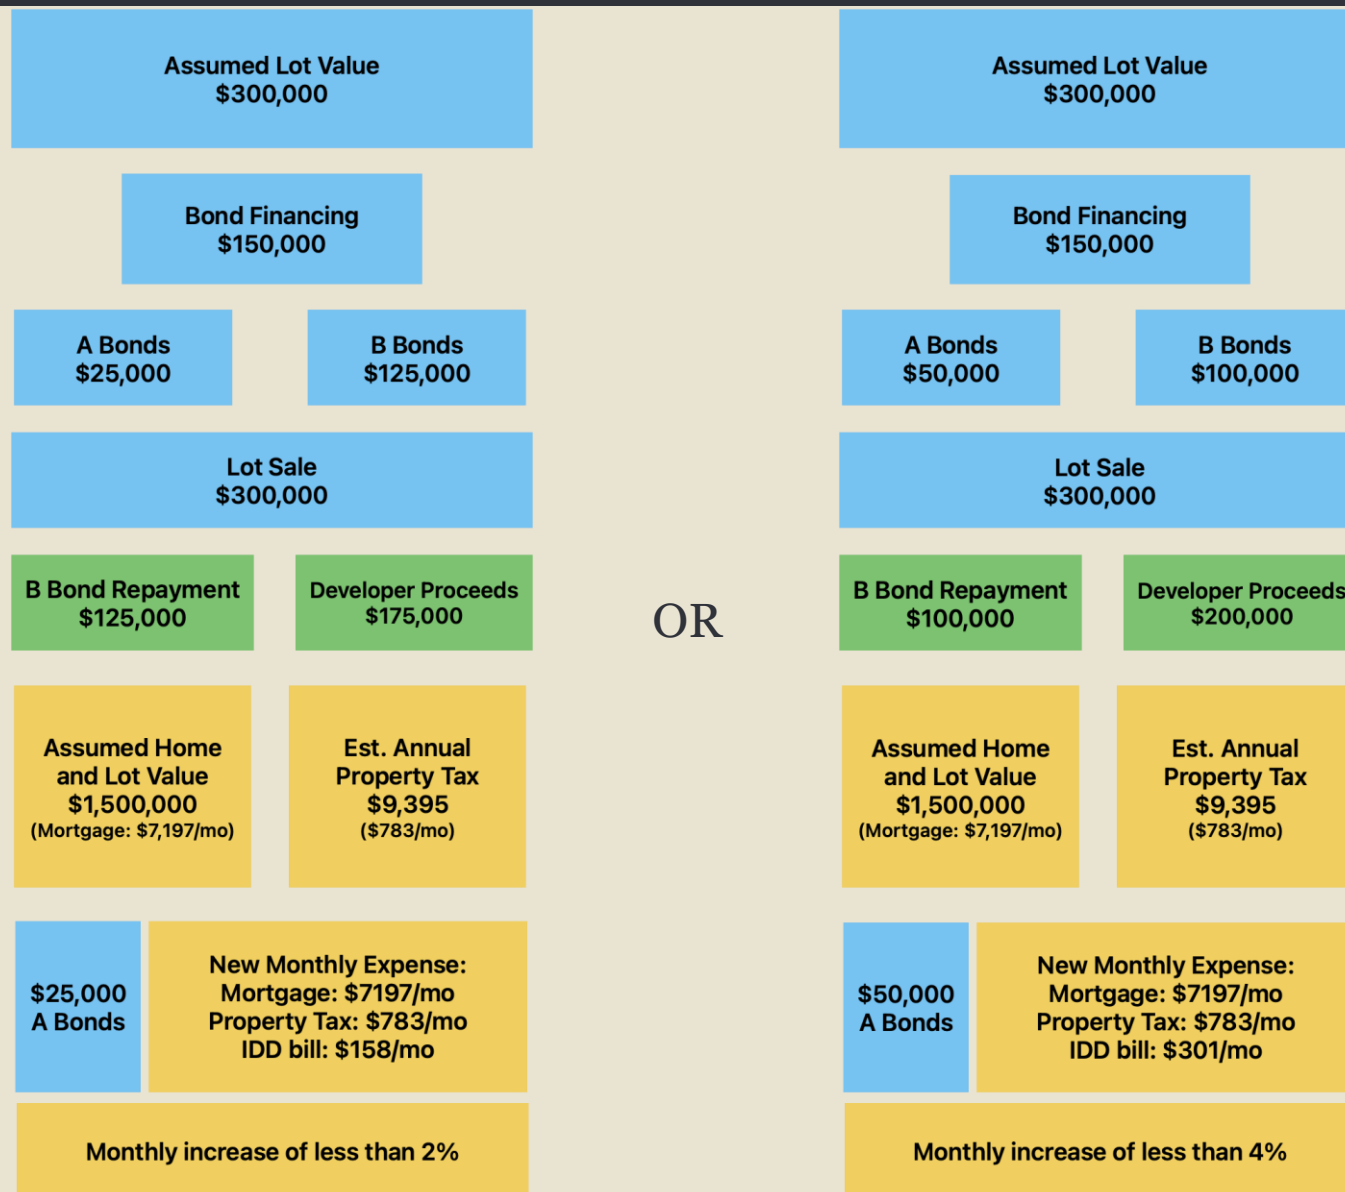 Assumed Lot Value
$300,000
Bond Financing
$150,000
A Bonds
$25,000
B Bonds
$125,000
Lot Sale
$300,000
B Bond Repayment
$125,000
Developer Proceeds
$175,000
Assumed Home
and Lot Value
$1,500,000
(Mortgage: $7,197/mo)
Est. Annual
Property Tax
$9,395
($783/mo)
$25,000
A Bonds
New Monthly Expense:
Mortgage: $7197/mo
Property Tax: $783/mo
IDD bill: $158/mo
Monthly increase of less than 2%
OR
Assumed Lot Value
$300,000
Bond Financing
$150,000
A Bonds
$50,000
B Bonds
$100,000
Lot Sale
$300,000
B Bond Repayment
$100,000
Developer Proceeds
$200,000
Assumed Home
and Lot Value
$1,500,000
(Mortgage: $7,197/mo)
Est. Annual
Property Tax
$9,395
($783/mo)
$50,000
A Bonds
New Monthly Expense:
Mortgage: $7197/mo
Property Tax: $783/mo
IDD bill: $301/mo
Monthly increase of less than 4%